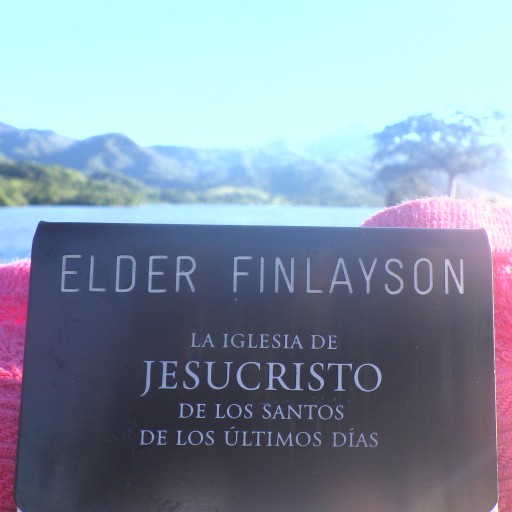 ELDER FINLAYSON
LA IGLESIA DE
JESUCRISTO
DE LOS SANTOS
DE LOS ÚLTIMOS DÍAS